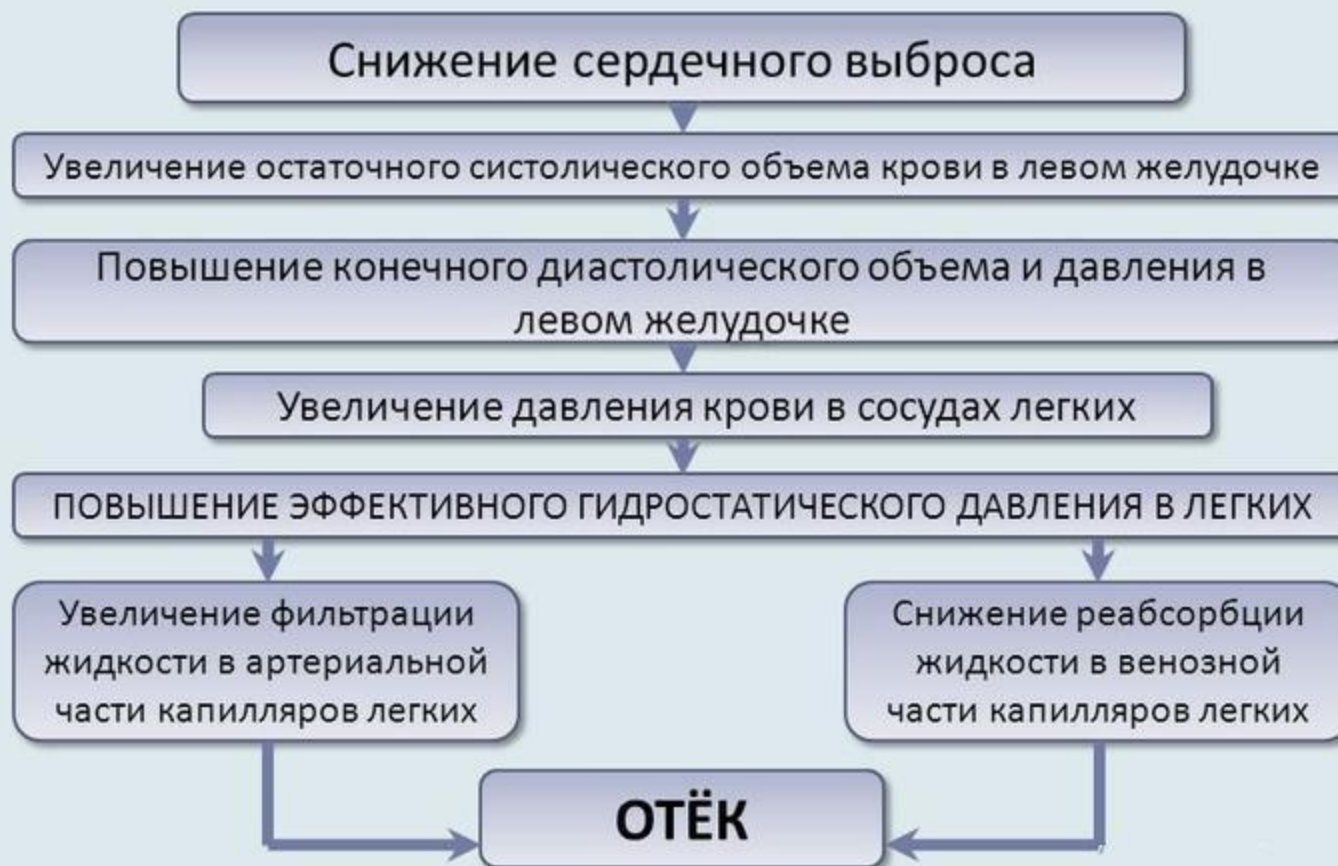 Снижение сердечного выброса
Увеличение остаточного систолического объема крови в левом желудочке
Повышение конечного диастолического объема и давления в
левом желудочке
Увеличение давления крови в сосудах легких
ПОВЫШЕНИЕ ЭФФЕКТИВНОГО ГИДРОСТАТИЧЕСКОГО ДАВЛЕНИЯ В ЛЕГКИХ
Увеличение фильтрации
жидкости в артериальной
части капилляров легких
Снижение реабсорбции
жидкости в венозной
части капилляров легких
ОТЁК